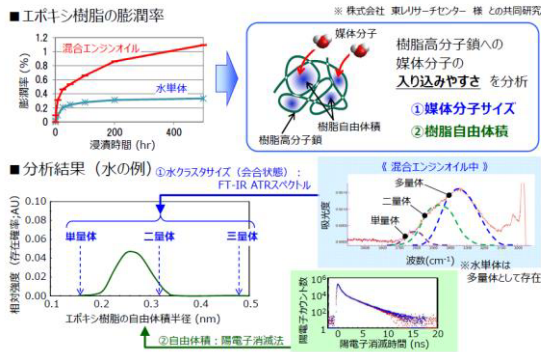 ■エポキシ樹脂の膨潤率
※ 株式会社 東レリサーチセンター 様 との共同研究
膨潤率 (%)
1.2
1
0.8
0.6
0.4
0.2
0
混合エンジンオイル
水単体
0
200
400
浸漬時間 (hr)
媒体分子
樹脂高分子鎖
樹脂自由体積
樹脂高分子鎖への
媒体分子の
入り込みやすさ を分析
①媒体分子サイズ
②樹脂自由体積
■分析結果（水の例）
①水クラスタサイズ（会合状態）：
FT-IR ATRスペクトル
相対強度（存在確率;AU)
0.10
0.08
0.06
0.04
0.02
0.00
単量体
二量体
三量体
0.1
0.2
0.3
0.4
0.5
エポキシ樹脂の自由体積半径 (nm)
②自由体積：陽電子消滅法
《 混合エンジンオイル中 》
吸光度
多量体
二量体
単量体
波数(cm⁻¹)
※水単体は
多量体として存在
陽電子カウント数
10⁶
10⁴
10²
1
0
5
10
15
20
陽電子消滅時間 (ns)